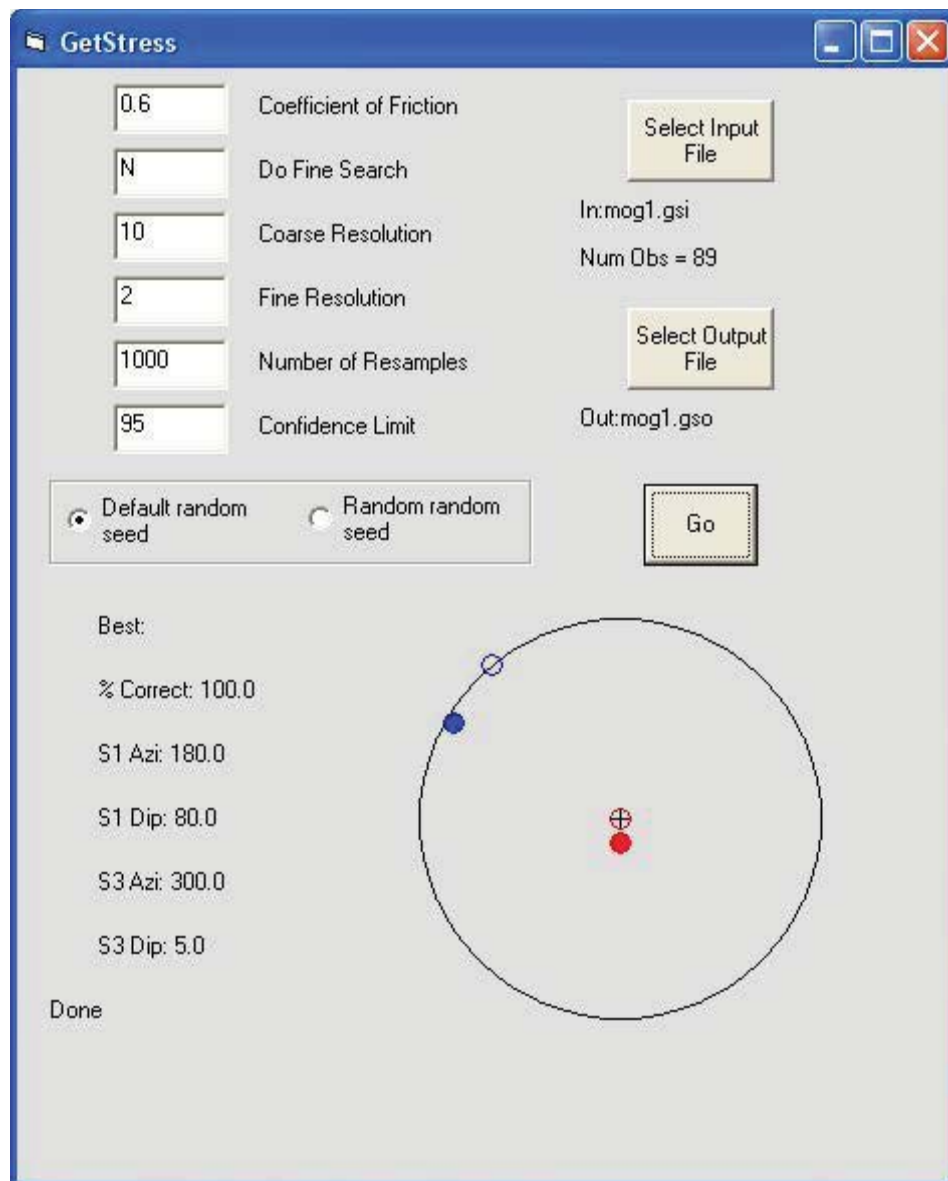 GetStress
0.6
Coefficient of Friction
N
Do Fine Search
10
Coarse Resolution
2
Fine Resolution
1000
Number of Resamples
95
Confidence Limit
Select Input
File
In:mog1.gsi
Num Obs = 89
Select Output
File
Out:mog1.gso
Default random
seed
Random random
seed
Go
Best:
% Correct: 100.0
S1 Azi: 180.0
S1 Dip: 80.0
S3 Azi: 300.0
S3 Dip: 5.0
Done